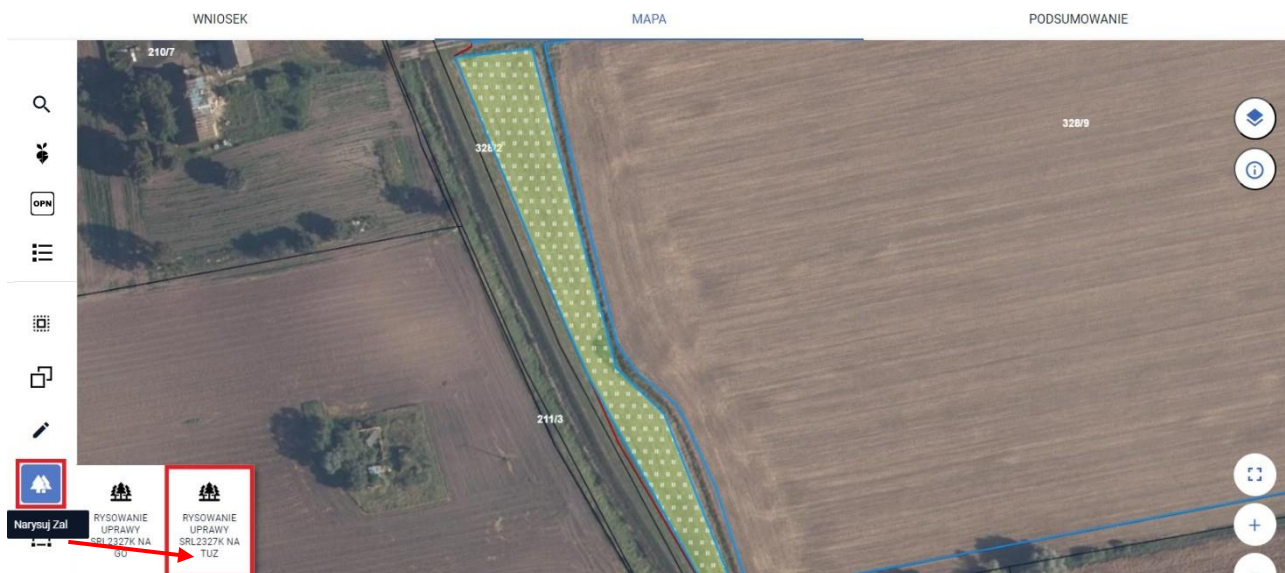 WNIOSEK MAPA PODSUMOWANIE
210/7
328/9
328/2
OPN
211/3
RYSOWANIE
UPRAWY
SRL2327K NA
GO
RYSOWANIE
UPRAWY
SRL2327K NA
TUZ
Narysuj Zal